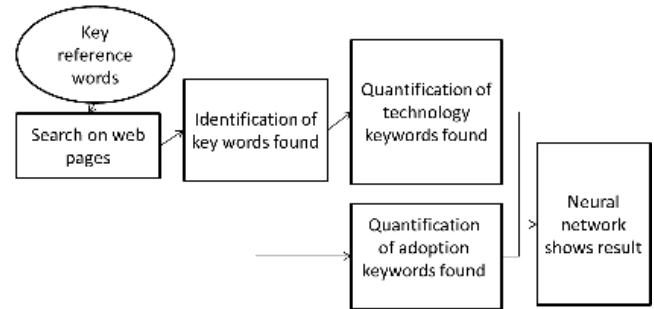 Key
reference
words
Search on web
pages
Identification of
key words found
Quantification of
technology
keywords found
Quantification
of adoption
keywords found
Neural
network
shows result